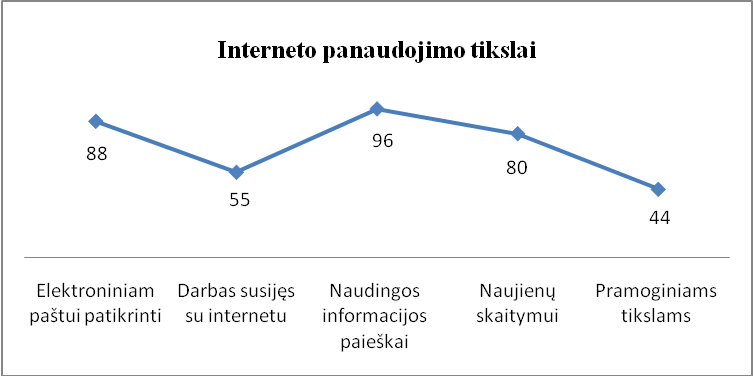 Interneto panaudojimo tikslai
88
55
96
80
44
Elektroniniam
paštui patikrinti
Darbas susijęs
su internetu
Naudingos
informacijos
paieškai
Naujienų
skaitymui
Pramoginiams
tikslams